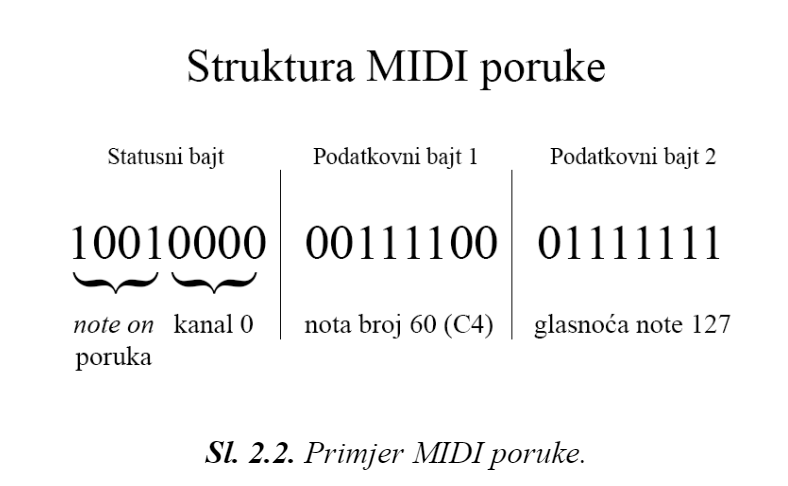 Struktura MIDI poruke
Statusni bajt
Podatkovni bajt 1
Podatkovni bajt 2
10010000
00111100
01111111
note on
poruka
kanal 0
nota broj 60 (C4)
glasnoća note 127
Sl. 2.2. Primjer MIDI poruke.